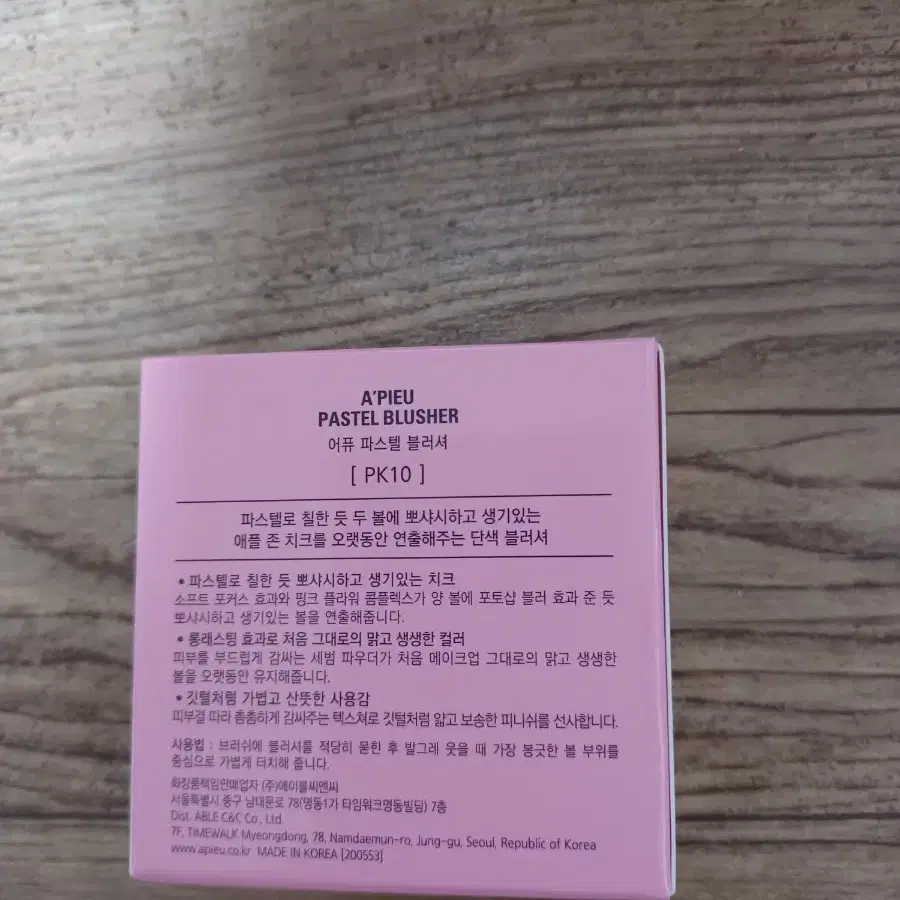 A'PIEU
PASTEL BLUSHER
어퓨 파스텔 블러셔
[ PK10 ]
파스텔로 칠한 듯 두 볼에 뽀샤시하고 생기있는
애플 존 치크를 오랫동안 연출해주는 단색 블러셔
• 파스텔로 칠한 듯 뽀샤시하고 생기있는 치크
소프트 포커스 효과와 핑크 플라워 콤플렉스가 양 볼에 포토샵 블러 효과 준 듯
뽀샤시하고 생기있는 볼을 연출해줍니다.
• 롱래스팅 효과로 처음 그대로의 맑고 생생한 컬러
피부를 부드럽게 감싸는 세범 파우더가 처음 메이크업 그대로의 맑고 생생한
볼을 오랫동안 유지해줍니다.
• 깃털처럼 가볍고 산뜻한 사용감
피부결 따라 촘촘하게 감싸주는 텍스쳐로 깃털처럼 얇고 보송한 피니쉬를 선사합니다.
사용법 : 브러쉬에 블러셔를 적당히 묻힌 후 발그레 웃을 때 가장 봉긋한 볼 부위를
중심으로 가볍게 터치해 줍니다.
화장품책임판매업자 (주)에이블씨엔씨
서울특별시 중구 남대문로 78(명동1가 타임워크명동빌딩) 7층
Dist. ABLE C&C Co., Ltd.
7F, TIMEWALK Myeongdong, 78, Namdaemun-ro, Jung-gu, Seoul, Republic of Korea
www.apieu.co.kr MADE IN KOREA [200553]